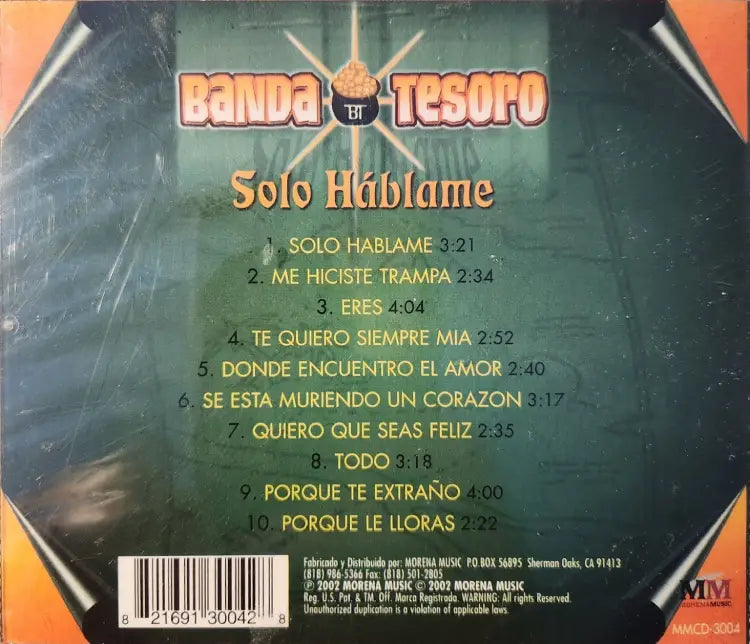 BANDA BT TESORO
Solo Háblame
1. SOLO HABLAME 3:21
2. ME HICISTE TRAMPA 2:34
3. ERES 4:04
4. TE QUIERO SIEMPRE MIA 2:52
5. DONDE ENCUENTRO EL AMOR 2:40
6. SE ESTA MURIENDO UN CORAZON 3:17
7. QUIERO QUE SEAS FELIZ 2:35
8. TODO 3:18
9. PORQUE TE EXTRAÑO 4:00
10. PORQUE LE LLORAS 2:22
Fabricado y Distribuido por: MORENA MUSIC P.O.BOX 56895 Sherman Oaks, CA 91413
(818) 986-5366 Fax: (818) 501-2805
℗ 2002 MORENA MUSIC © 2002 MORENA MUSIC
Reg. U.S. Pat. & TM. Off. Marca Registrada. WARNING: All Rights Reserved.
Unauthorized duplication is a violation of applicable laws.
8 21691 30042 8
MM
MORENAMUSIC
MMCD-3004